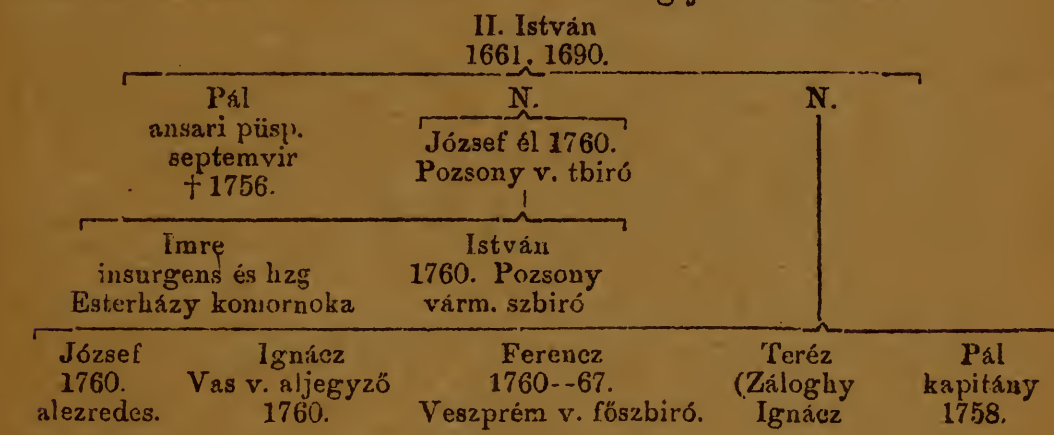 II. István
1661. 1690.
Pál
ansari püsp.
septemvir
† 1756.
N.
József él 1760.
Pozsony v. tbiró
N.
Imre
insurgens és hzg
Esterházy komornoka
István
1760. Pozsony
várm. szbiró
József
1760.
alezredes.
Ignácz
Vas v. aljegyző
1760.
Ferencz
1760--67.
Veszprém v. főszbiró.
Teréz
(Záloghy
Ignácz
Pál
kapitány
1758.